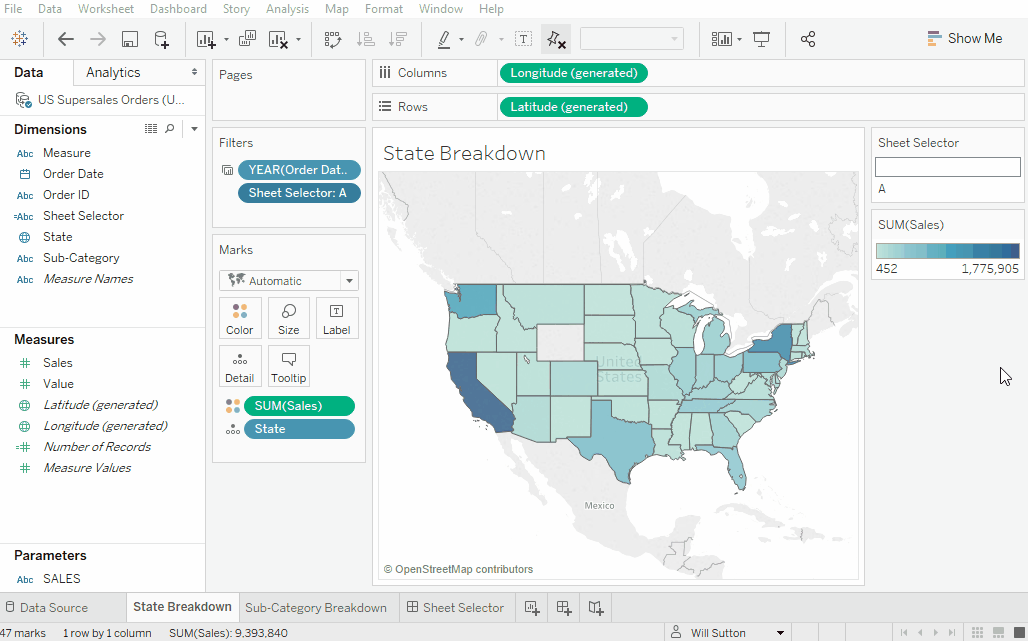 File Data Worksheet Dashboard Story Analysis Map Format Window Help
Show Me
Data Analytics
US Supersales Orders (U...
Dimensions
Abc Measure
Order Date
Abc Order ID
=Abc Sheet Selector
State
Abc Sub-Category
Abc Measure Names
Measures
# Sales
# Value
Latitude (generated)
Longitude (generated)
=# Number of Records
# Measure Values
Parameters
Abc SALES
Pages
Filters
YEAR(Order Dat..
Sheet Selector: A
Marks
Automatic
Color Size Label
Detail Tooltip
SUM(Sales)
State
Columns Longitude (generated)
Rows Latitude (generated)
State Breakdown
United
States
Mexico
© OpenStreetMap contributors
Sheet Selector
A
SUM(Sales)
452 1,775,905
Data Source State Breakdown Sub-Category Breakdown Sheet Selector
47 marks 1 row by 1 column SUM(Sales): 9,393,840 Will Sutton